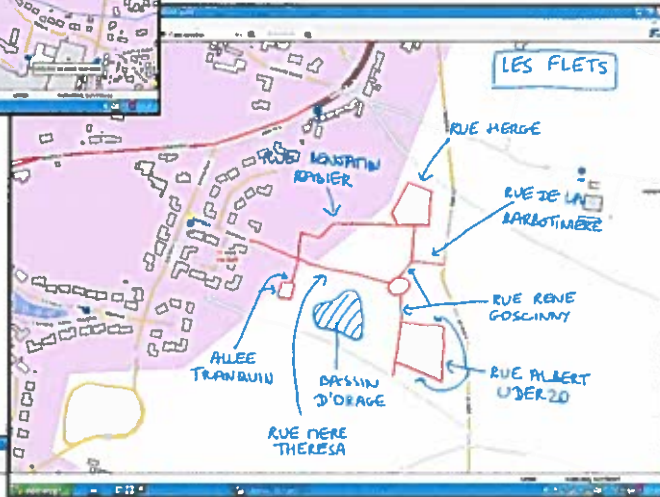 LES FLETS
RUE HERGE
RUE BENJAMIN
RABIER
RUE DE LA
BARBOTINIERE
RUE RENE
GOSCINNY
ALLEE
TRANQUIN
BASSIN
D'ORAGE
RUE ALBERT
UDERZO
RUE MERE
THERESA